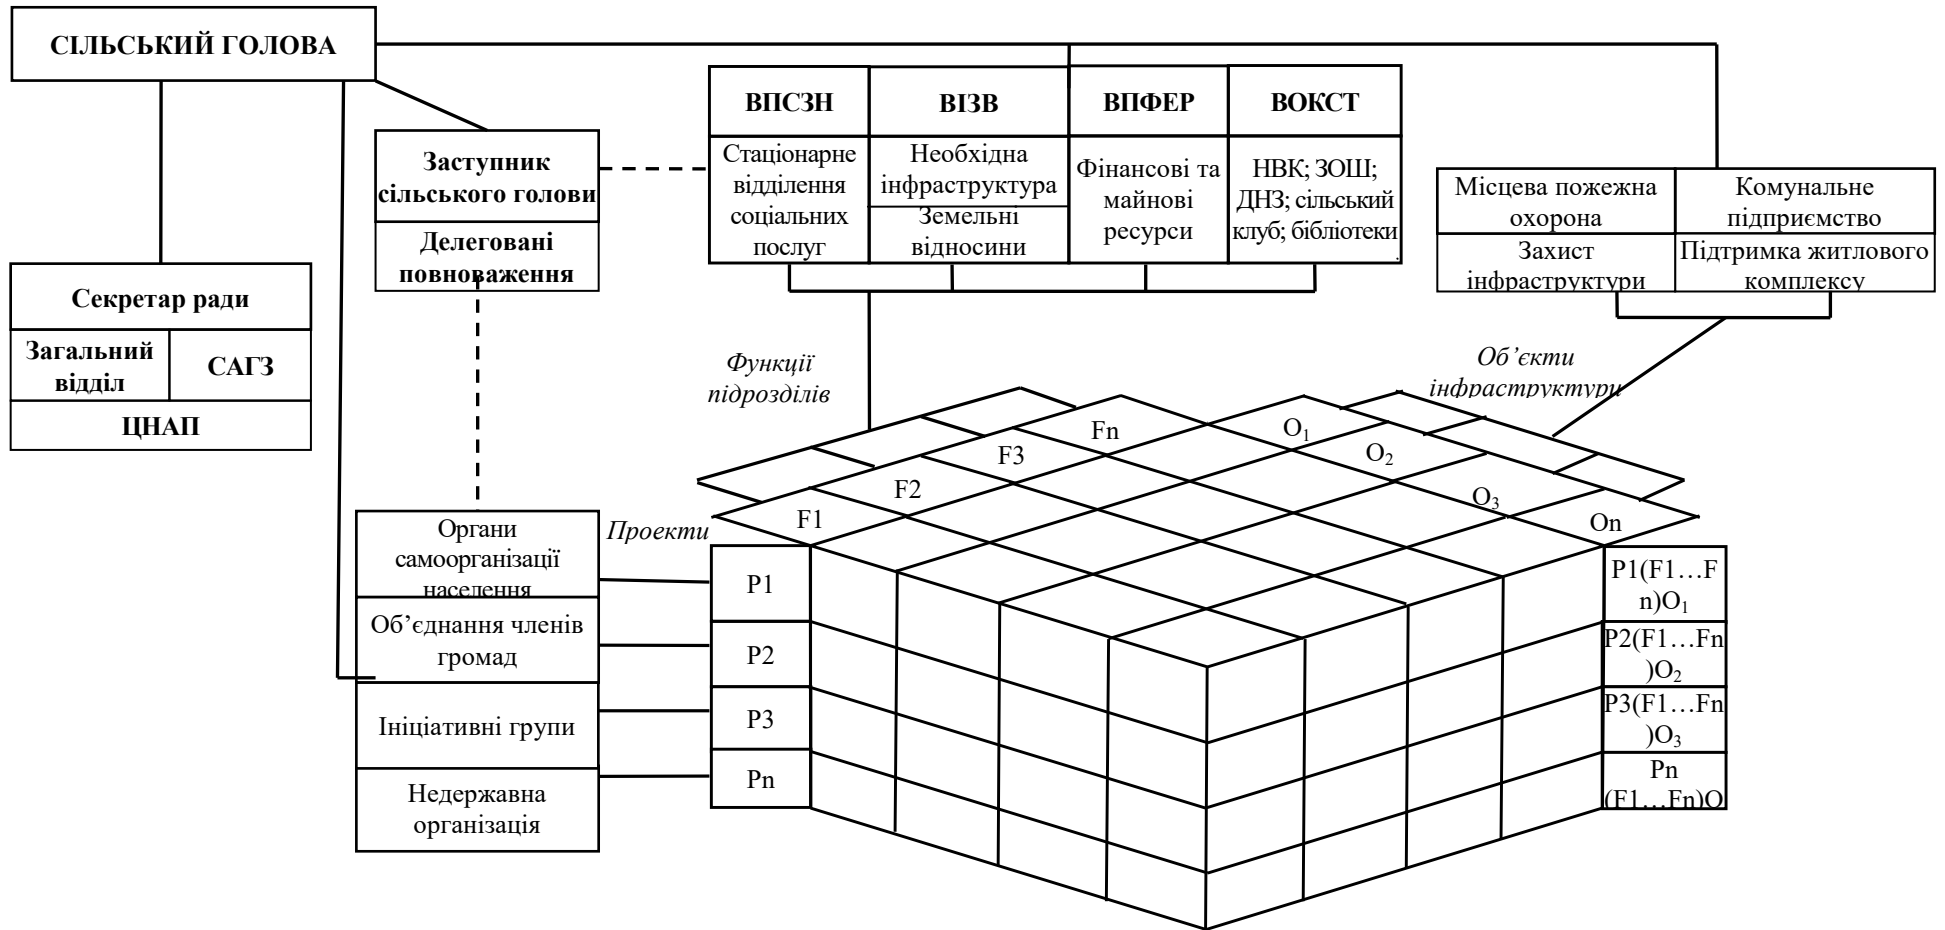 СІЛЬСЬКИЙ ГОЛОВА
ВПСЗН
ВІЗВ
ВПФЕР
ВОКСТ
Стаціонарне
відділення
соціальних
послуг
Необхідна
інфраструктура
Земельні
відносини
Фінансові та
майнові
ресурси
НВК; ЗОШ;
ДНЗ; сільський
клуб; бібліотеки
.
Заступник
сільського голови
Делеговані
повноваження
Місцева пожежна
охорона
Комунальне
підприємство
Захист
інфраструктури
Підтримка житлового
комплексу
Секретар ради
Загальний
відділ
САГЗ
ЦНАП
Функції
підрозділів
Об’єкти
інфраструктури
Fn
F3
F2
F1
O1
O2
O3
On
Проекти
Органи
самоорганізації
населення
Об’єднання членів
громад
Ініціативні групи
Недержавна
організація
P1
P2
P3
Pn
P1(F1…F
n)O1
P2(F1…Fn
)O2
P3(F1…Fn
)O3
Pn
(F1…Fn)O